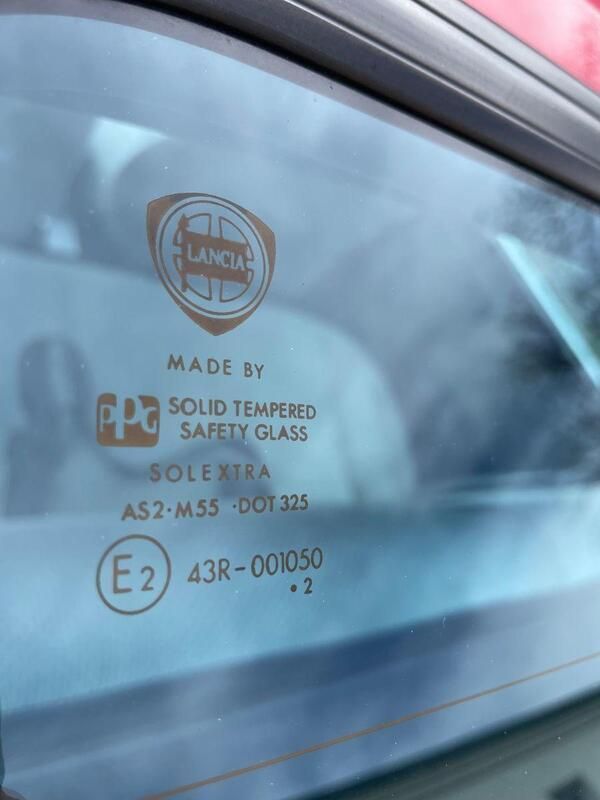 LANCIA
MADE BY
PPG SOLID TEMPERED
SAFETY GLASS
SOLEXTRA
AS2·M55 ·DOT 325
E2 43R-001050
·2